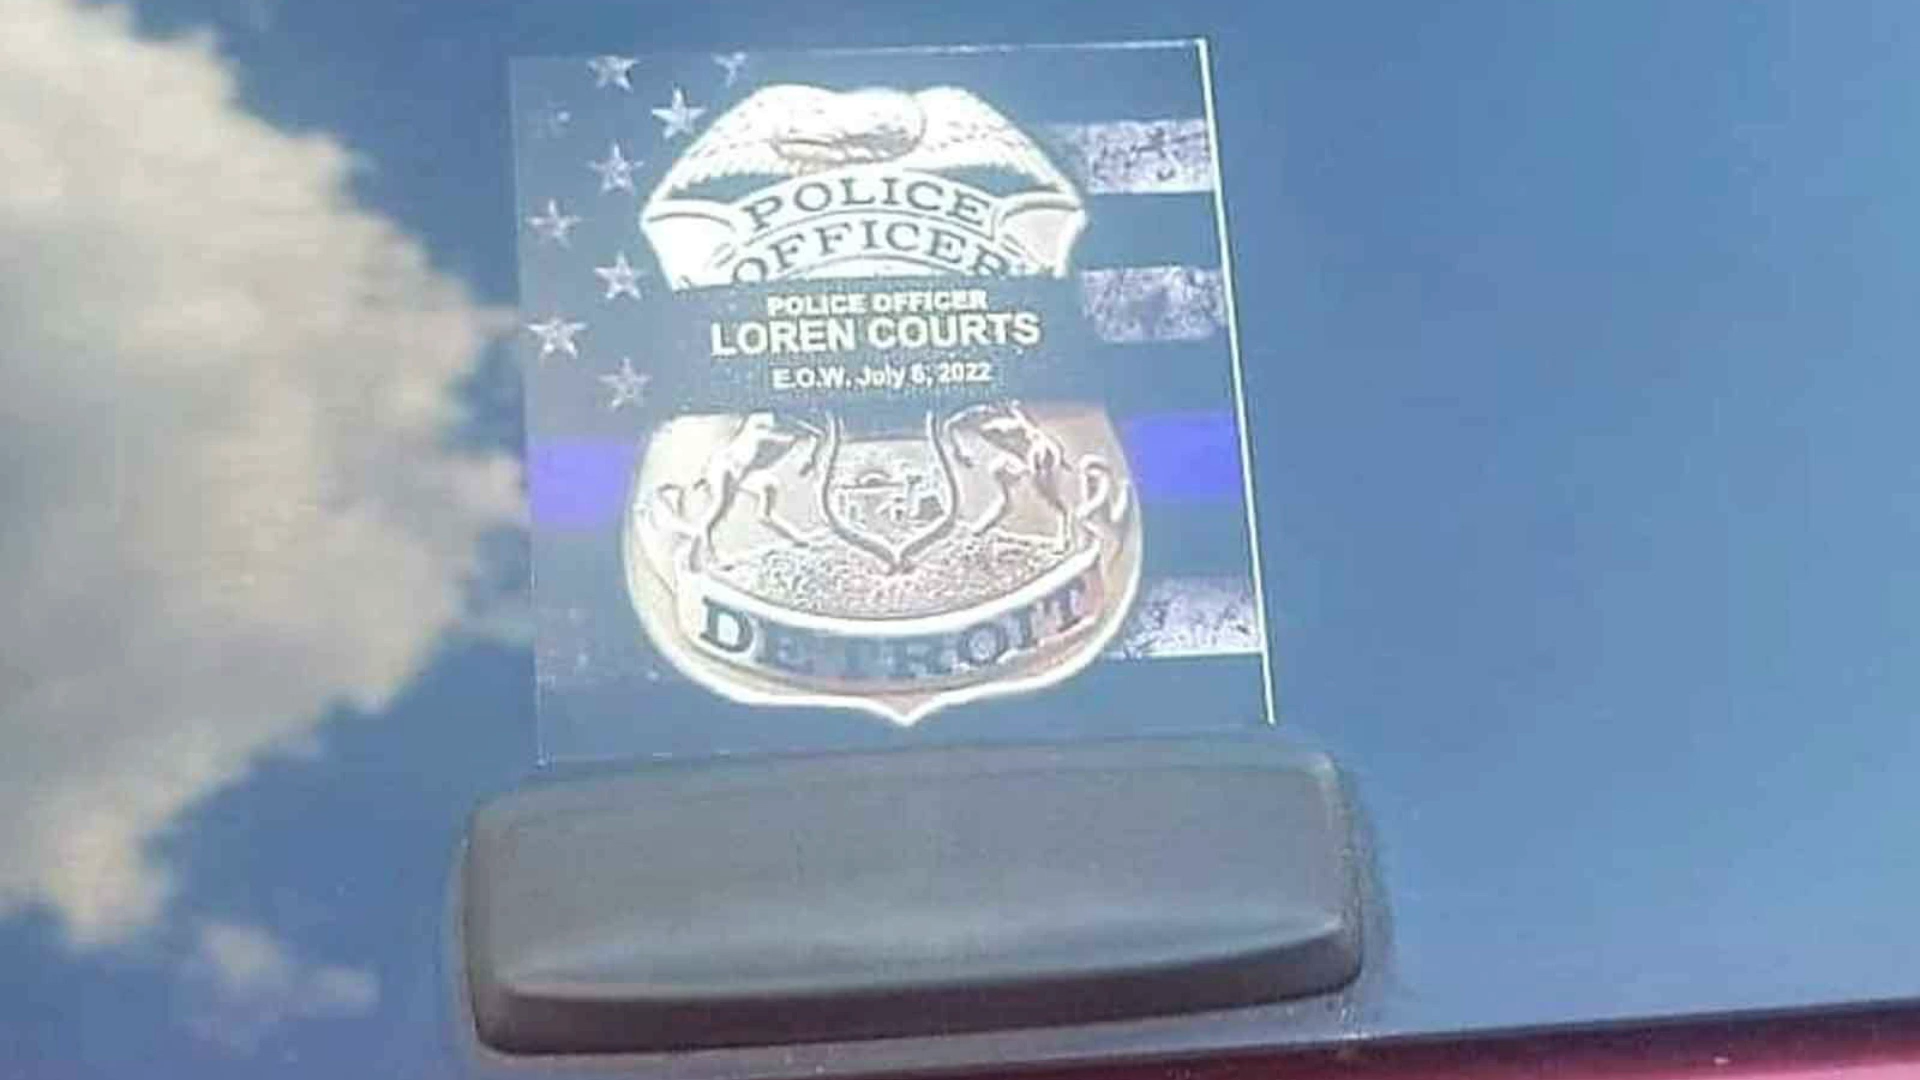 POLICE
OFFICER
POLICE OFFICER
LOREN COURTS
E.O.W. July 6, 2022
DETROIT